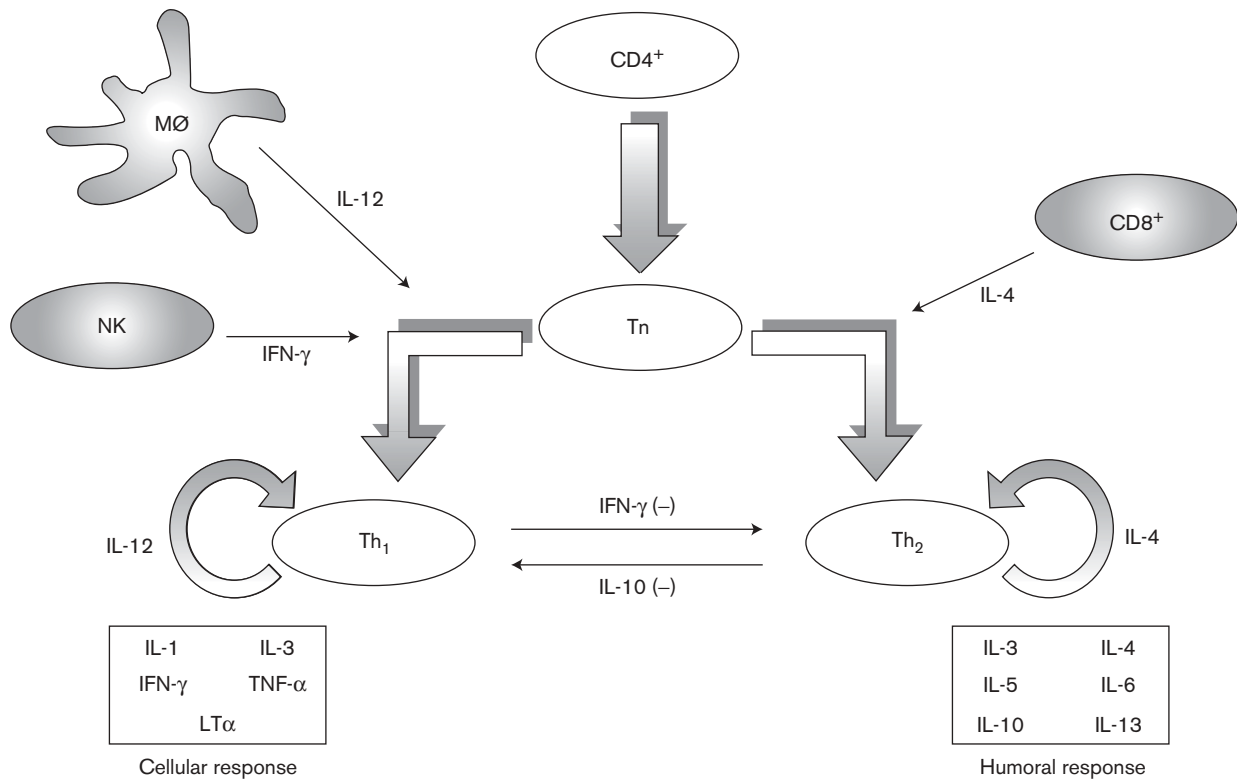 CD4⁺
MØ
IL-12
CD8⁺
IL-4
NK
IFN-γ
Tn
IFN-γ (–)
IL-12
Th₁
Th₂
IL-4
IL-10 (–)
IL-1 IL-3
IFN-γ TNF-α
LTα
Cellular response
IL-3 IL-4
IL-5 IL-6
IL-10 IL-13
Humoral response